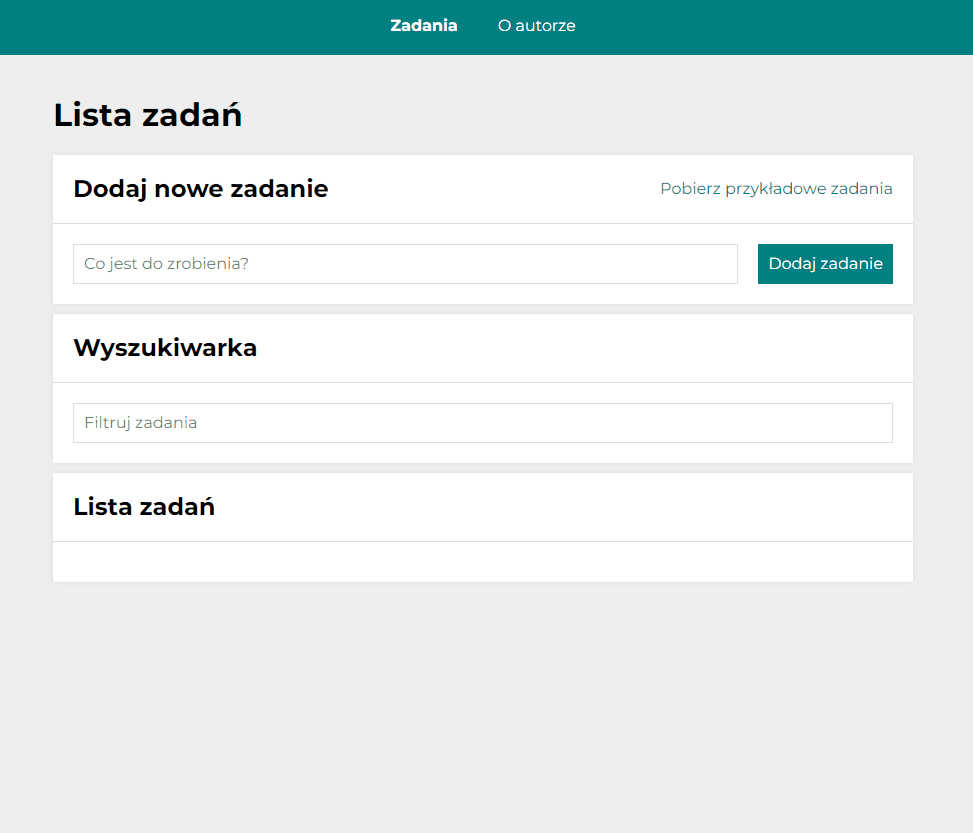 Zadania O autorze
Lista zadań
Dodaj nowe zadanie Pobierz przykładowe zadania
Co jest do zrobienia? Dodaj zadanie
Wyszukiwarka
Filtruj zadania
Lista zadań